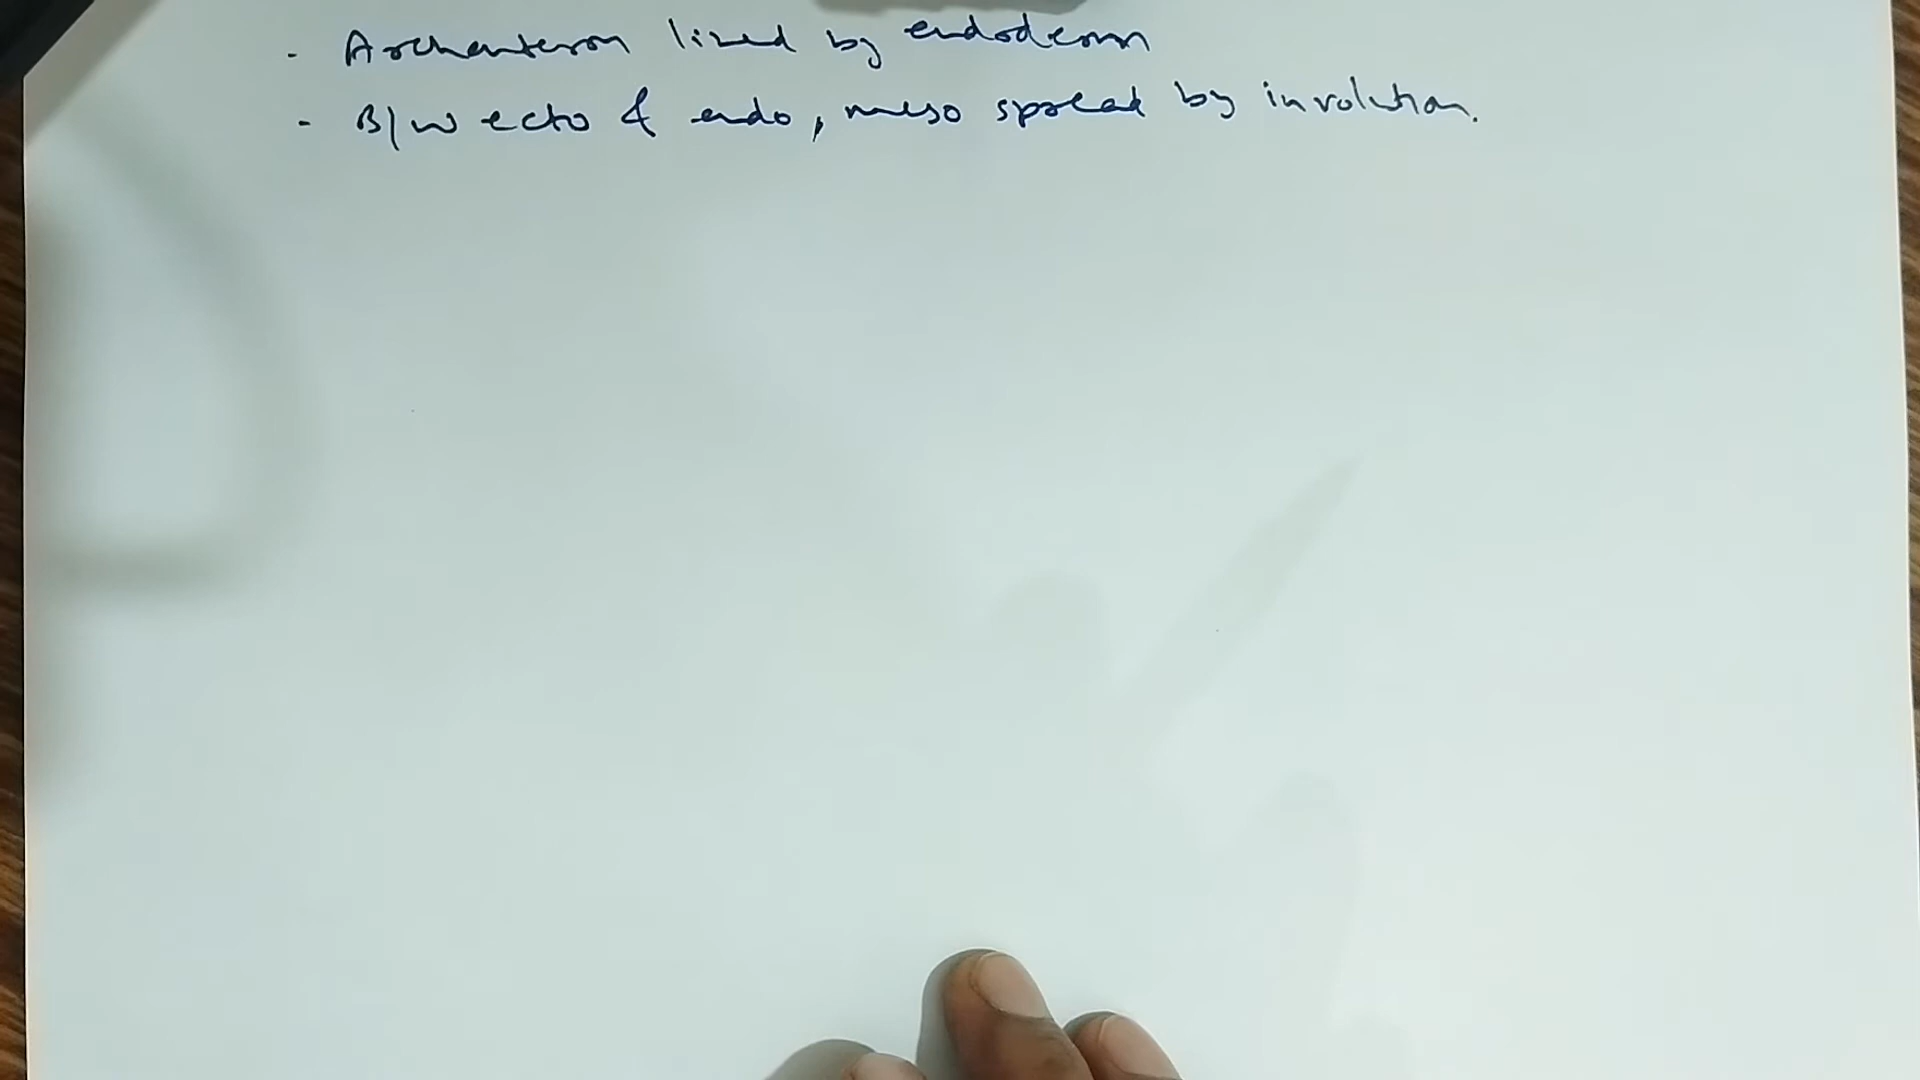 - Archenteron lined by endoderm
- B/w ecto & endo, meso spread by involution.